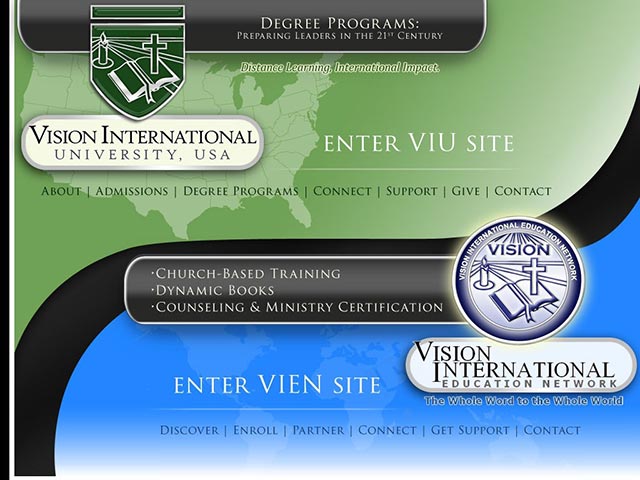 Degree Programs:
Preparing Leaders in the 21st Century
Distance Learning, International Impact.
Vision International
UNIVERSITY, USA
ENTER VIU SITE
About | Admissions | Degree Programs | Connect | Support | Give | Contact
VISION INTERNATIONAL EDUCATION NETWORK
VISION
·Church-Based Training
·Dynamic Books
·Counseling & Ministry Certification
Vision
International
EDUCATION NETWORK
The Whole Word to the Whole World
ENTER VIEN SITE
Discover | Enroll | Partner | Connect | Get Support | Contact